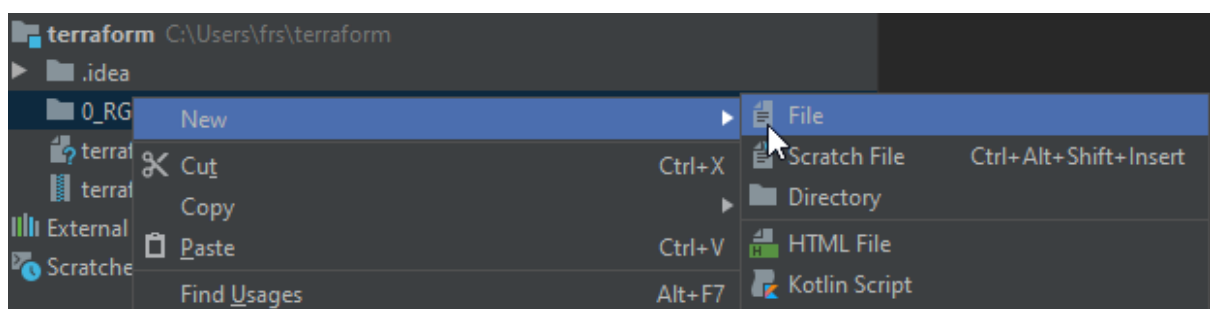 terraform C:\Users\frs\terraform
.idea
0_RG
New
File
terraf
Cut Ctrl+X
Scratch File Ctrl+Alt+Shift+Insert
terraf
Copy
Directory
External
Paste Ctrl+V
HTML File
Scratche
Find Usages Alt+F7
Kotlin Script